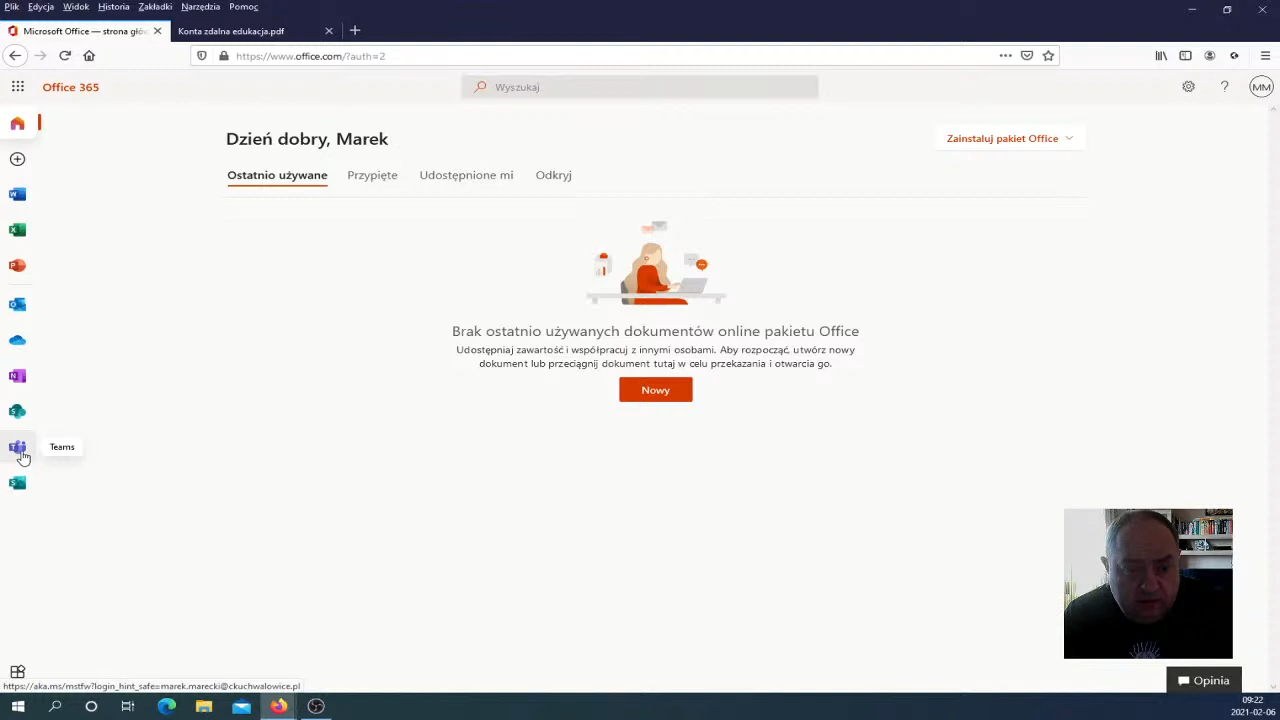 Plik Edycja Widok Historia Zakładki Narzędzia Pomoc
Microsoft Office — strona głów
Konta zdalna edukacja.pdf
https://www.office.com/?auth=2
Office 365
Wyszukaj
MM
Dzień dobry, Marek
Zainstaluj pakiet Office
Ostatnio używane Przypięte Udostępnione mi Odkryj
Brak ostatnio używanych dokumentów online pakietu Office
Udostępniaj zawartość i współpracuj z innymi osobami. Aby rozpocząć, utwórz nowy
dokument lub przeciągnij dokument tutaj w celu przekazania i otwarcia go.
Nowy
Teams
Opinia
https://aka.ms/mstfw?login_hint_safe=marek.marecki@ckuchwalowice.pl
09:22
2021-02-06